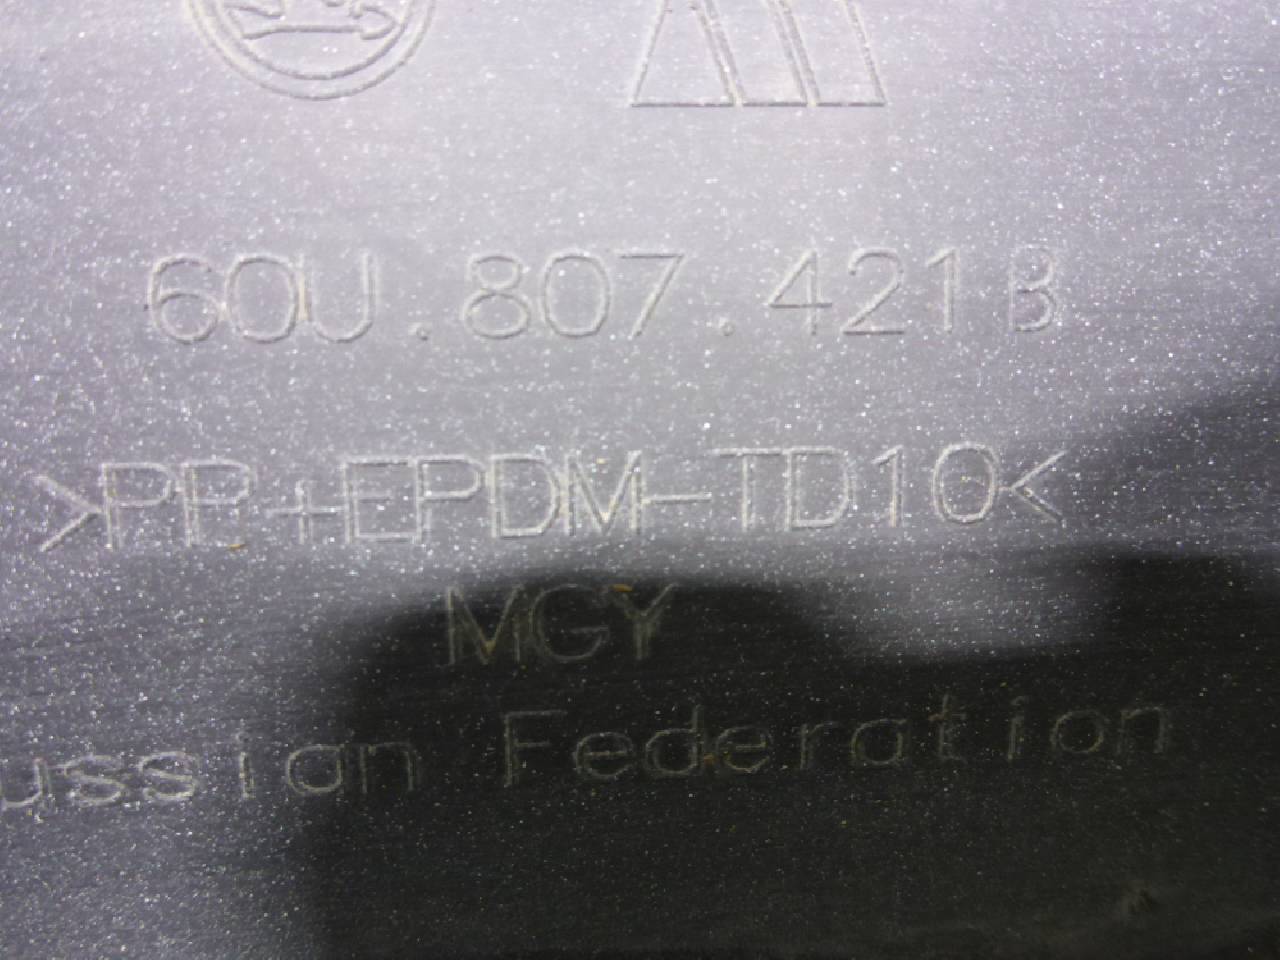 60U.807.421 B
>PP+EPDM-TD10<
MGY
ussian Federation